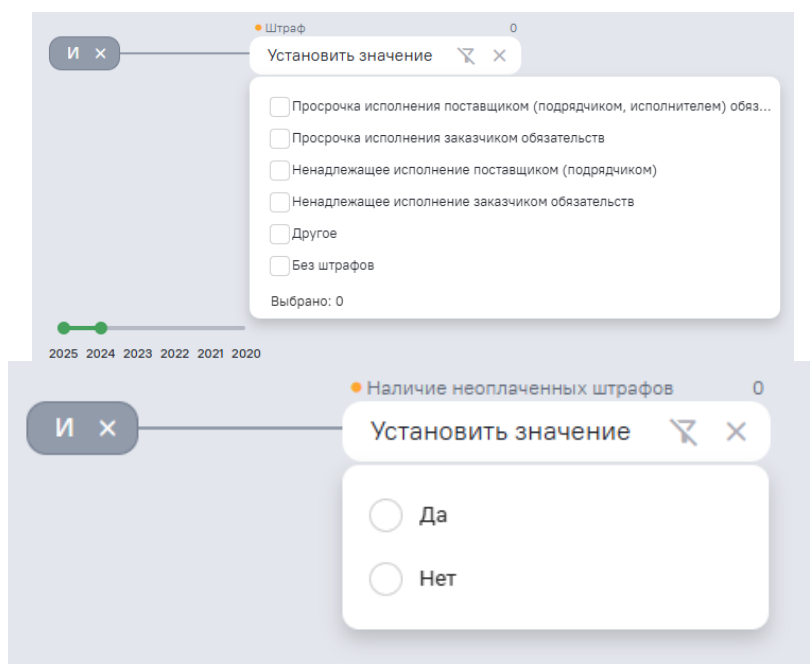 Штраф 0
И × Установить значение ×
Просрочка исполнения поставщиком (подрядчиком, исполнителем) обяз...
Просрочка исполнения заказчиком обязательств
Ненадлежащее исполнение поставщиком (подрядчиком)
Ненадлежащее исполнение заказчиком обязательств
Другое
Без штрафов
Выбрано: 0
2025 2024 2023 2022 2021 2020
Наличие неоплаченных штрафов 0
И × Установить значение ×
Да
Нет